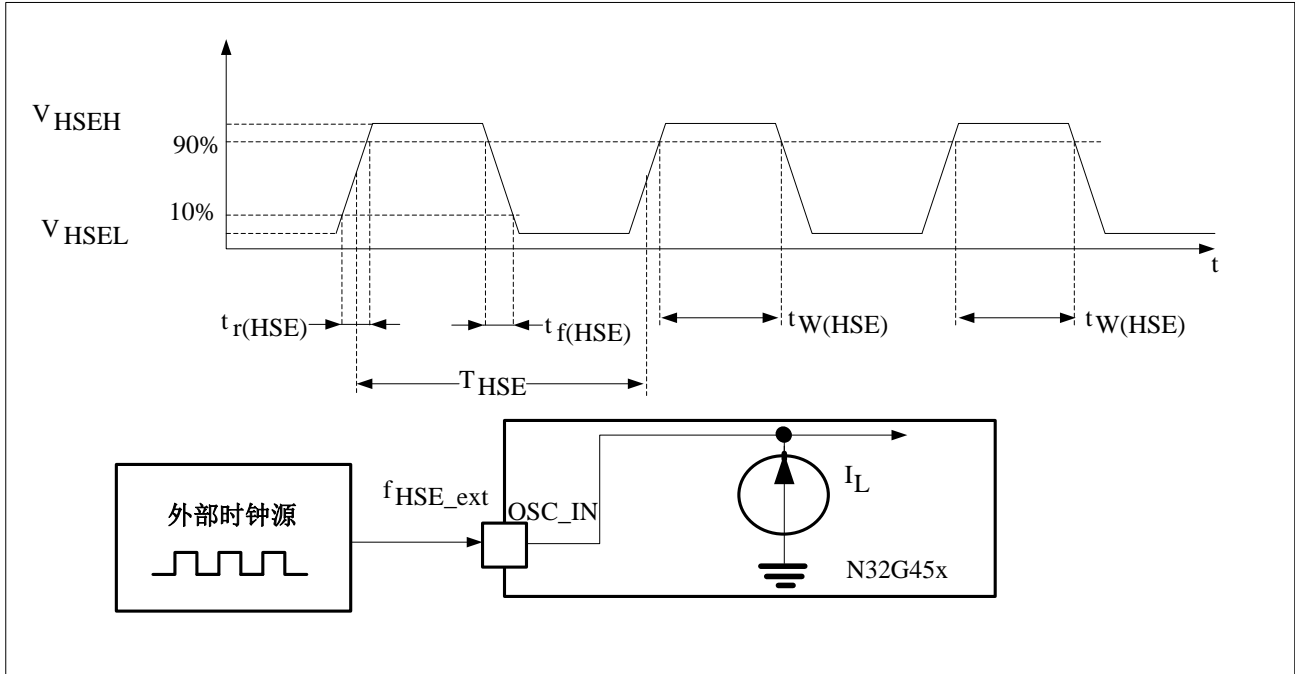 V HSEH
90%
10%
V HSEL
t
t r(HSE)
t f(HSE)
t W(HSE)
t W(HSE)
T HSE
外部时钟源
f HSE_ext
OSC_IN
I L
N32G45x